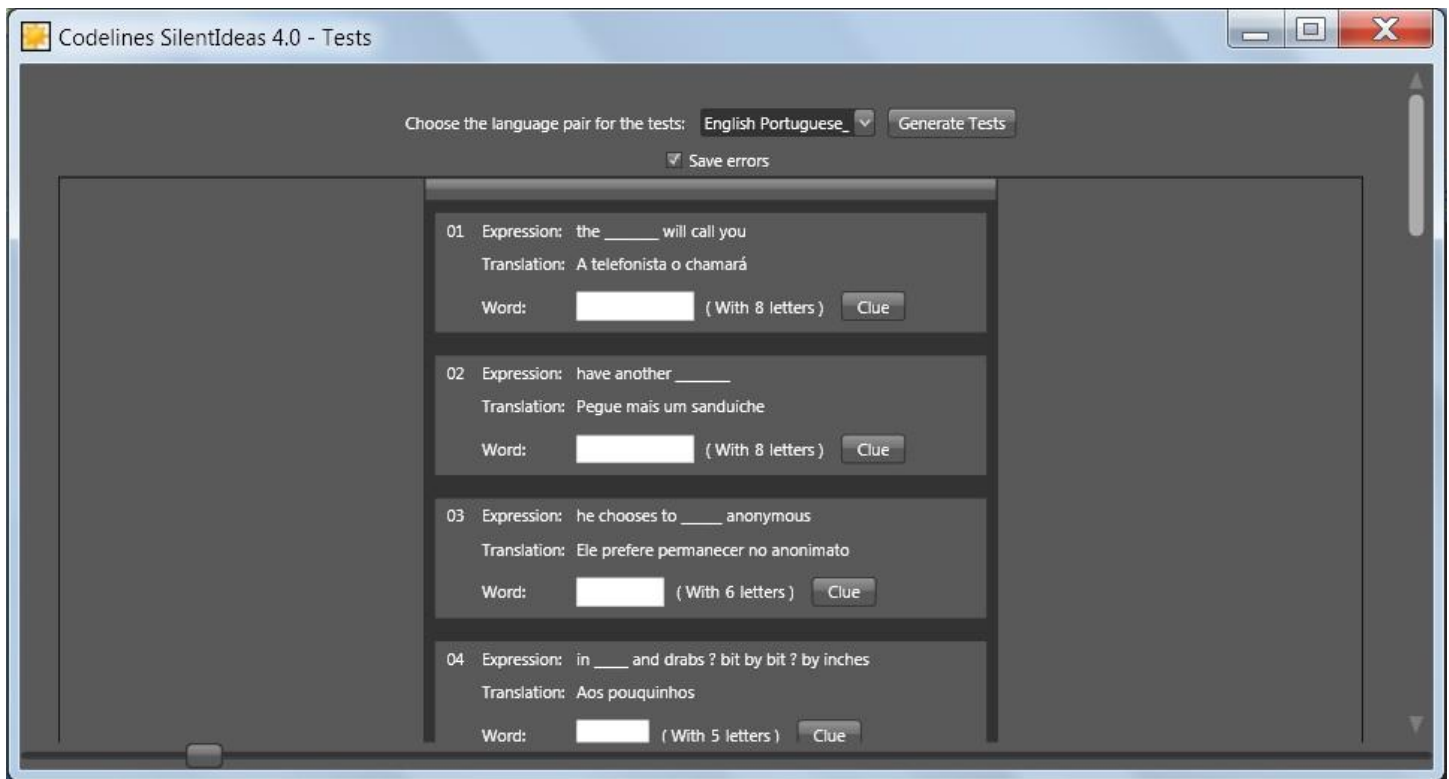 Codelines SilentIdeas 4.0 - Tests
Choose the language pair for the tests: English Portuguese_ Generate Tests
Save errors
01 Expression: the ______ will call you
Translation: A telefonista o chamará
Word: ( With 8 letters ) Clue
02 Expression: have another ______
Translation: Pegue mais um sanduiche
Word: ( With 8 letters ) Clue
03 Expression: he chooses to _____ anonymous
Translation: Ele prefere permanecer no anonimato
Word: ( With 6 letters ) Clue
04 Expression: in ____ and drabs ? bit by bit ? by inches
Translation: Aos pouquinhos
Word: ( With 5 letters ) Clue